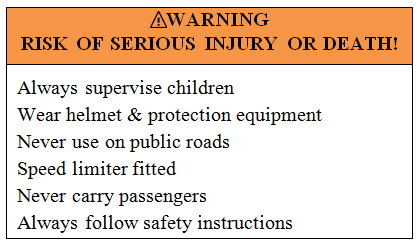 ⚠WARNING
RISK OF SERIOUS INJURY OR DEATH!
Always supervise children
Wear helmet & protection equipment
Never use on public roads
Speed limiter fitted
Never carry passengers
Always follow safety instructions